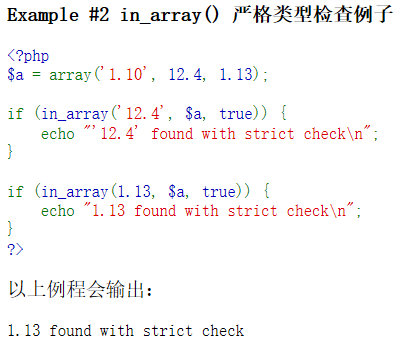 Example #2 in_array() 严格类型检查例子
<?php
$a = array('1.10', 12.4, 1.13);
if (in_array('12.4', $a, true)) {
    echo "'12.4' found with strict check\n";
}
if (in_array(1.13, $a, true)) {
    echo "1.13 found with strict check\n";
}
?>
以上例程会输出：
1.13 found with strict check